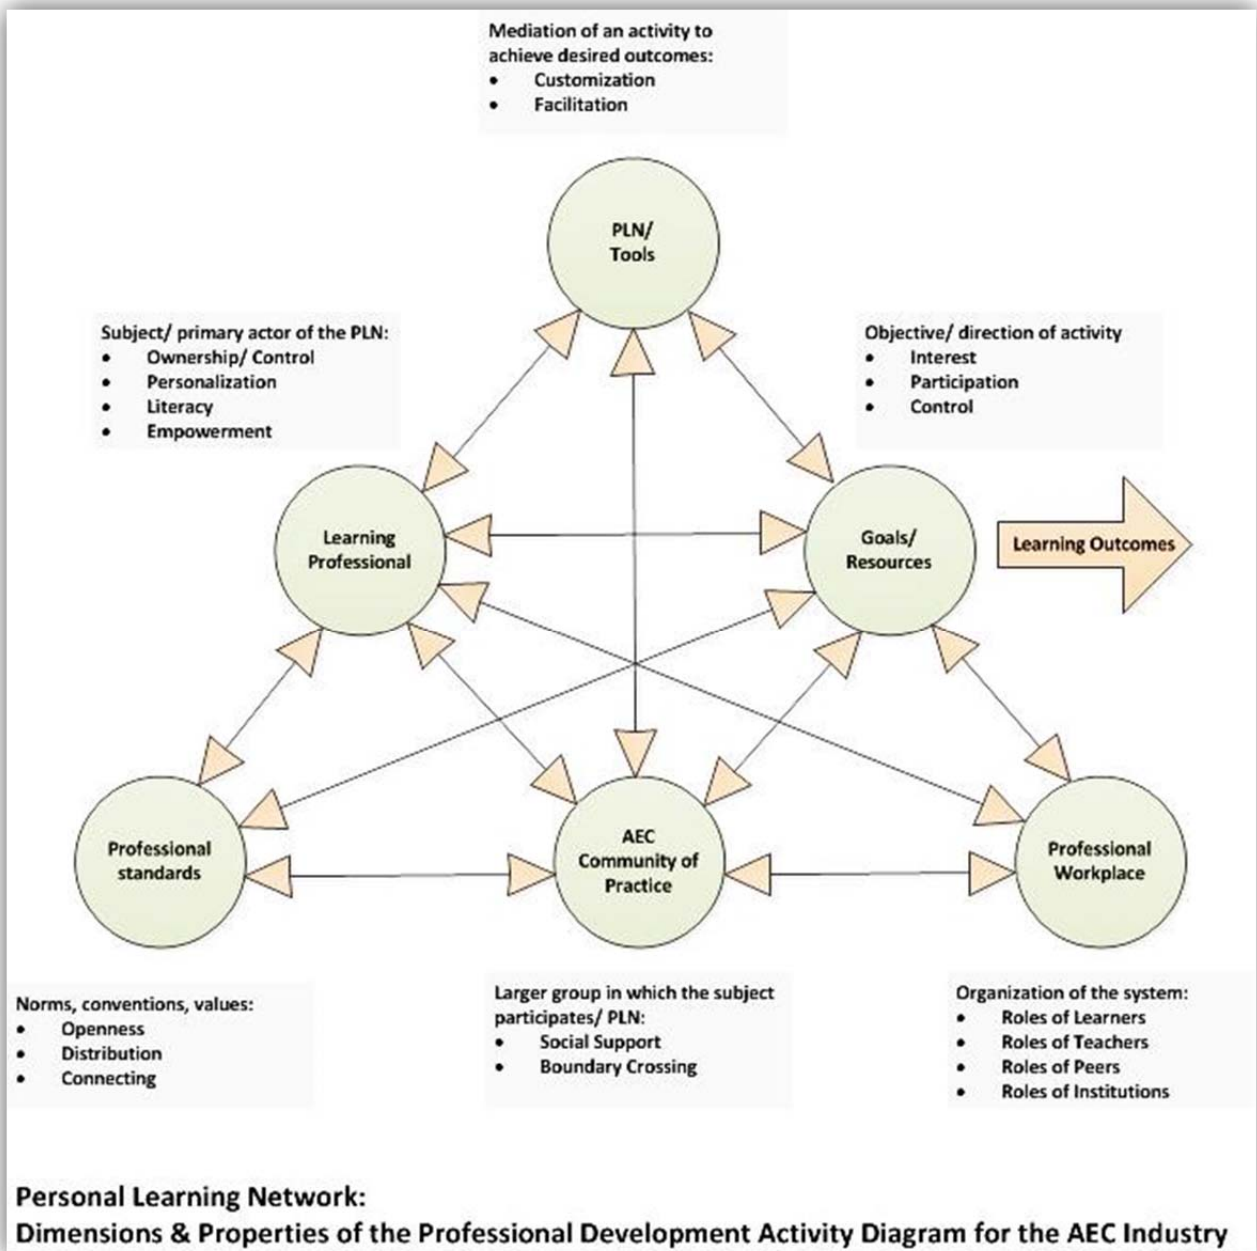 Mediation of an activity to
achieve desired outcomes:
• Customization
• Facilitation
PLN/
Tools
Subject/ primary actor of the PLN:
• Ownership/ Control
• Personalization
• Literacy
• Empowerment
Objective/ direction of activity
• Interest
• Participation
• Control
Learning
Professional
Goals/
Resources
Learning Outcomes
Professional
standards
AEC
Community of
Practice
Professional
Workplace
Norms, conventions, values:
• Openness
• Distribution
• Connecting
Larger group in which the subject
participates/ PLN:
• Social Support
• Boundary Crossing
Organization of the system:
• Roles of Learners
• Roles of Teachers
• Roles of Peers
• Roles of Institutions
Personal Learning Network:
Dimensions & Properties of the Professional Development Activity Diagram for the AEC Industry